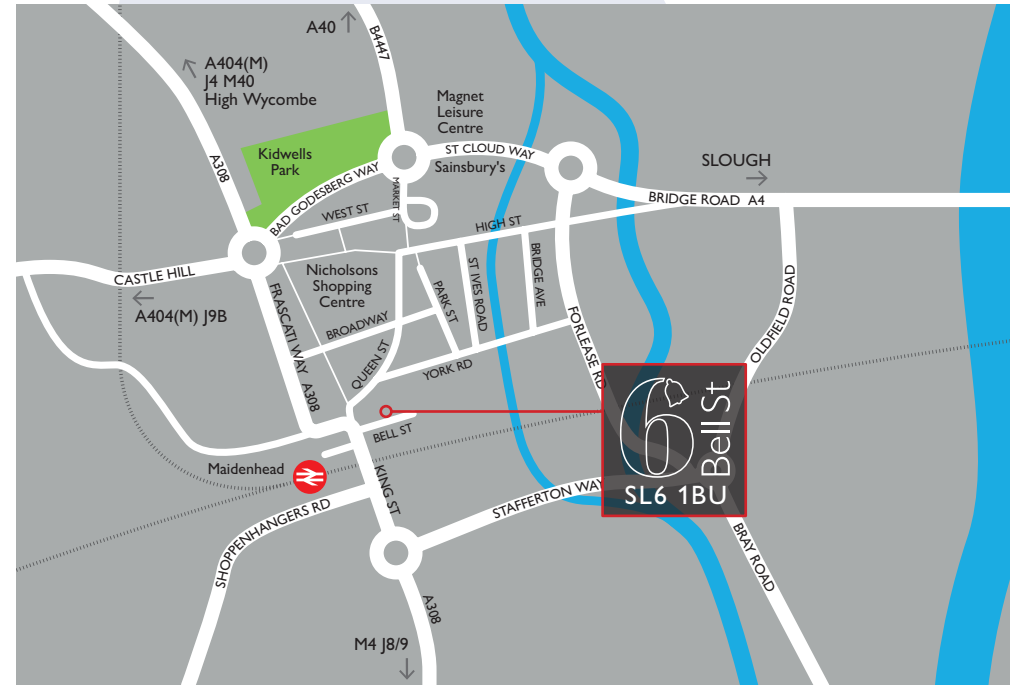 A40
B4447
A404(M)
J4 M40
High Wycombe
Magnet
Leisure
Centre
Kidwells
Park
A308
ST CLOUD WAY
Sainsbury's
SLOUGH
BRIDGE ROAD A4
BAD GODESBERG WAY
MARKET ST
WEST ST
HIGH ST
CASTLE HILL
A404(M) J9B
Nicholsons
Shopping
Centre
FRASCATI WAY A308
BROADWAY
PARK ST
ST IVES ROAD
BRIDGE AVE
QUEEN ST
YORK RD
FORLEASE RD
OLDFIELD ROAD
BELL ST
6
Bell St
SL6 1BU
Maidenhead
KING ST
SHOPPENHANGERS RD
STAFFERTON WAY
BRAY ROAD
A308
M4 J8/9